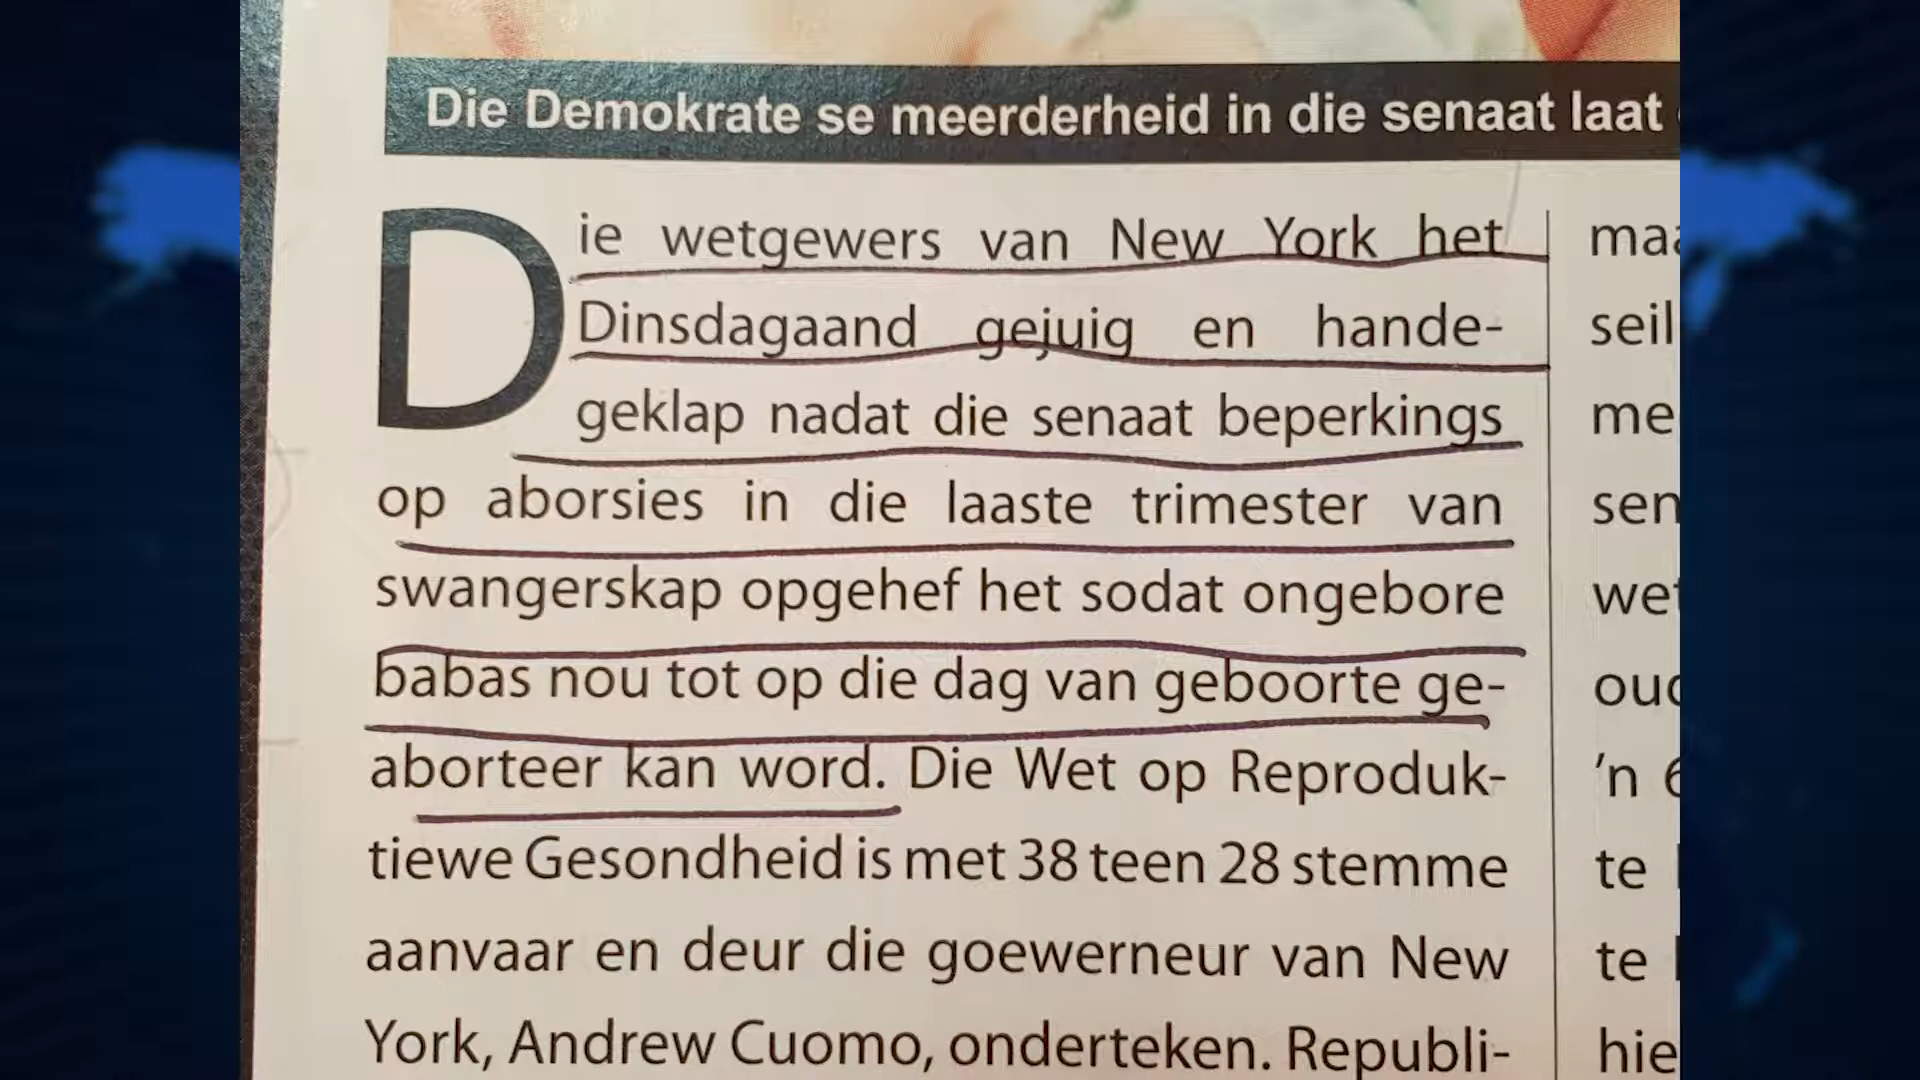 Die Demokrate se meerderheid in die senaat laat
Die wetgewers van New York het
Dinsdagaand gejuig en hande-
geklap nadat die senaat beperkings
op aborsies in die laaste trimester van
swangerskap opgehef het sodat ongebore
babas nou tot op die dag van geboorte ge-
aborteer kan word. Die Wet op Reproduk-
tiewe Gesondheid is met 38 teen 28 stemme
aanvaar en deur die goewerneur van New
York, Andrew Cuomo, onderteken. Republi-
'n
te
te